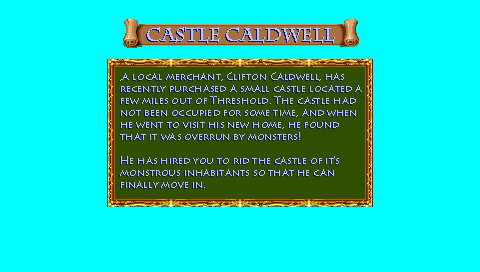 CASTLE CALDWELL
.A LOCAL MERCHANT, CLIFTON CALDWELL, HAS
RECENTLY PURCHASED A SMALL CASTLE LOCATED A
FEW MILES OUT OF THRESHOLD. THE CASTLE HAD
NOT BEEN OCCUPIED FOR SOME TIME, AND WHEN
HE WENT TO VISIT HIS NEW HOME, HE FOUND
THAT IT WAS OVERRUN BY MONSTERS!
HE HAS HIRED YOU TO RID THE CASTLE OF IT'S
MONSTROUS INHABITANTS SO THAT HE CAN
FINALLY MOVE IN.